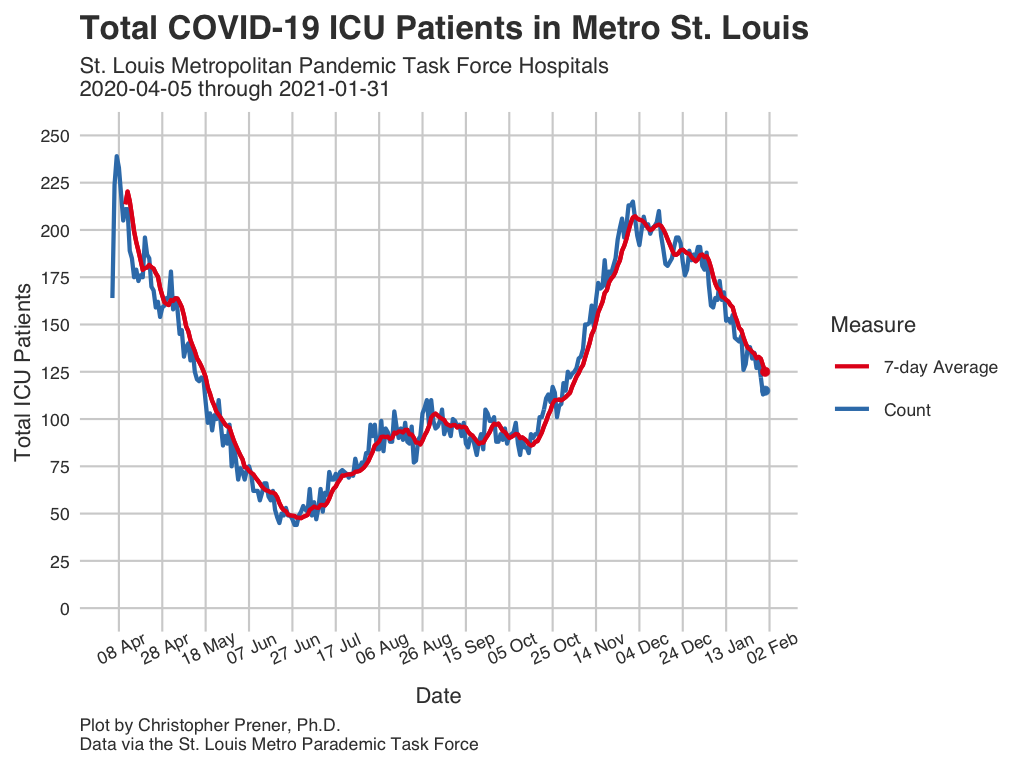 Total COVID-19 ICU Patients in Metro St. Louis
St. Louis Metropolitan Pandemic Task Force Hospitals
2020-04-05 through 2021-01-31
250
225
200
175
150
125
100
75
50
25
0
Total ICU Patients
08 Apr
28 Apr
18 May
07 Jun
27 Jun
17 Jul
06 Aug
26 Aug
15 Sep
05 Oct
25 Oct
14 Nov
04 Dec
24 Dec
13 Jan
02 Feb
Date
Measure
7-day Average
Count
Plot by Christopher Prener, Ph.D.
Data via the St. Louis Metro Parademic Task Force